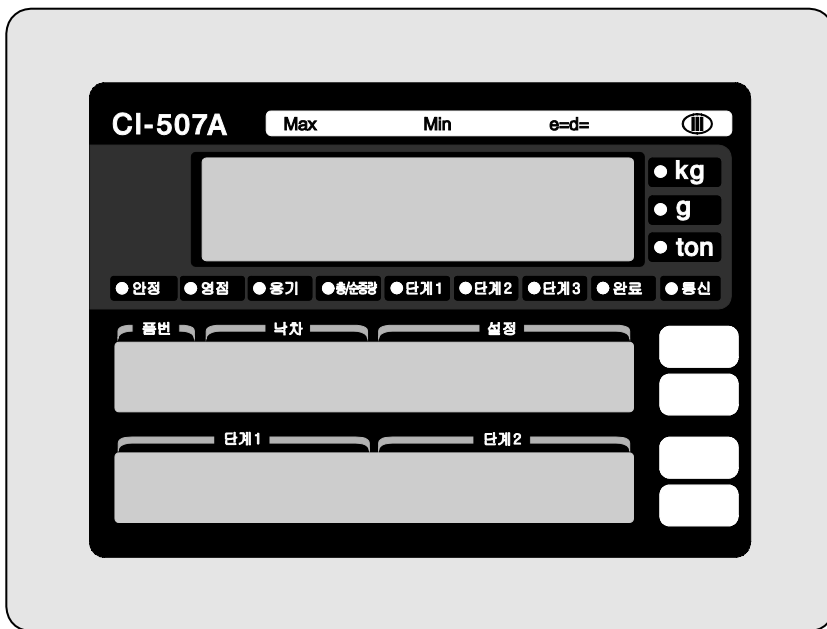 CI-507A Max Min e=d= III
kg
g
ton
안정 영점 용기 총/순중량 단계1 단계2 단계3 완료 통신
품번 낙차 설정
단계1 단계2